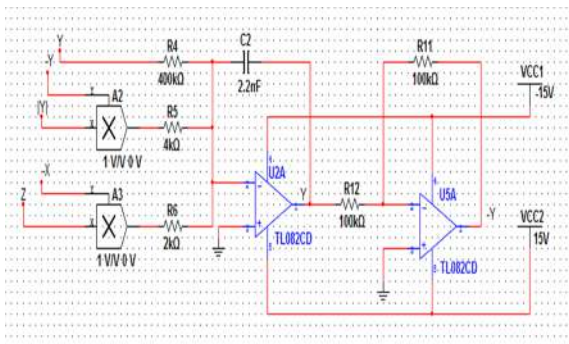 Y
R4
400kΩ
C2
2.2nF
R11
100kΩ
VCC1
-15V
-Y
A2
Y
X
|Y|
1 V/V 0 V
R5
4kΩ
U2A
TL082CD
Y
R12
100kΩ
U5A
TL082CD
-Y
VCC2
15V
-X
A3
Y
X
Z
1 V/V 0 V
R6
2kΩ